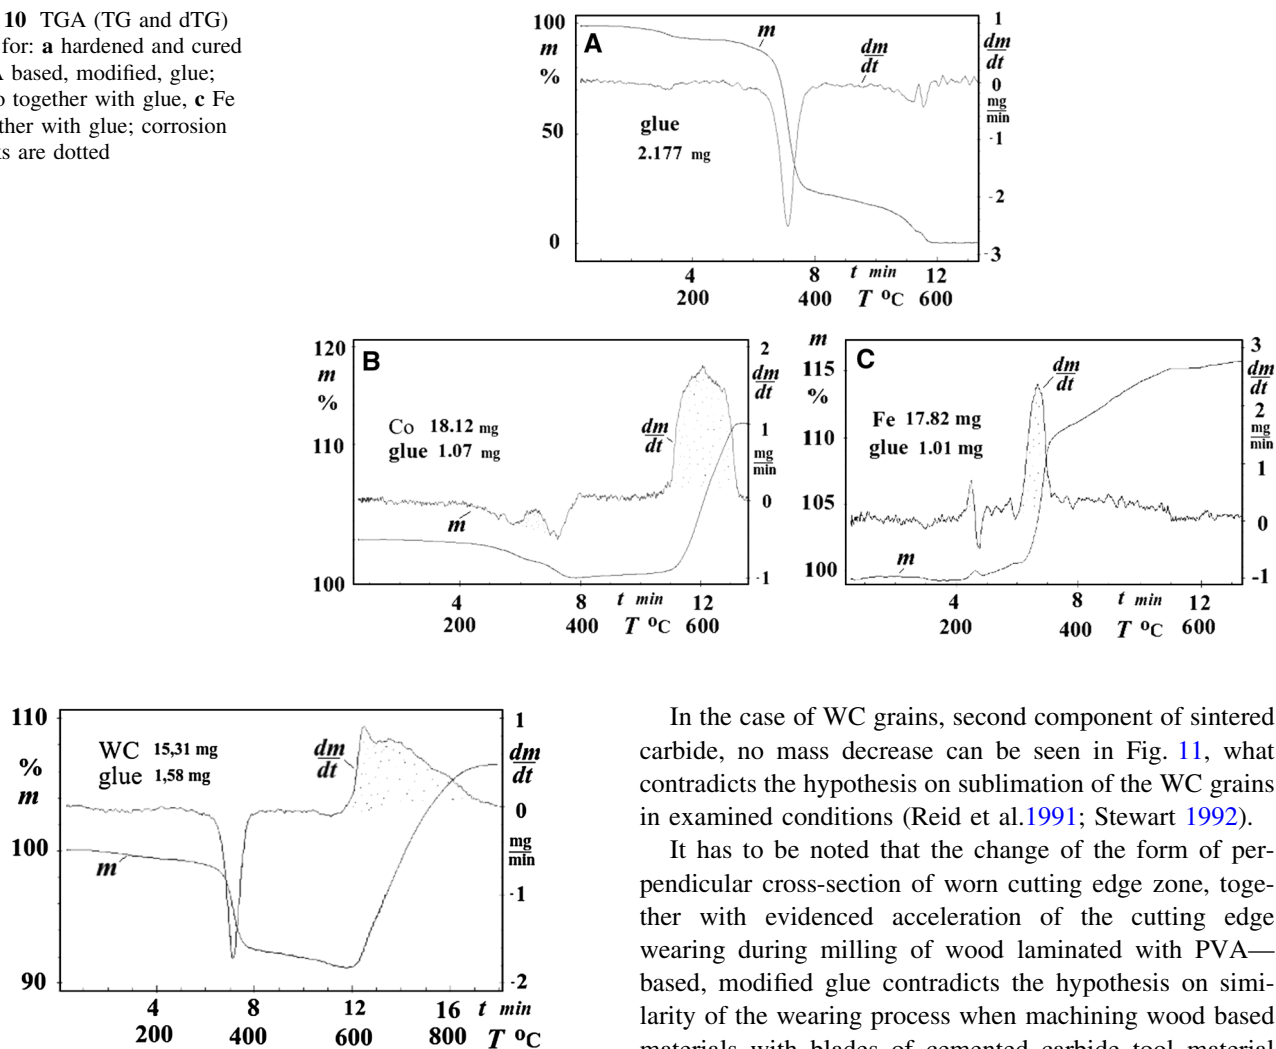 10 TGA (TG and dTG)
for: a hardened and cured
based, modified, glue;
together with glue, c Fe
with glue; corrosion
are dotted
A
100
m
%
50
0
m
dm
dt
glue
2.177 mg
1
dm
dt
0
mg
min
-1
-2
-3
4 8 t min 12
200 400 T °C 600
B
120
m
%
110
100
Co 18.12 mg
glue 1.07 mg
dm
dt
m
2
dm
dt
1
mg
min
0
-1
4 8 t min 12
200 400 T °C 600
C
m
115
%
110
105
100
dm
dt
Fe 17.82 mg
glue 1.01 mg
m
3
dm
dt
2
mg
min
1
0
-1
4 8 t min 12
200 400 T °C 600
110
%
m
100
90
WC 15,31 mg
glue 1,58 mg
dm
dt
m
1
dm
dt
0
mg
min
-1
-2
4 8 12 16 t min
200 400 600 800 T °C
In the case of WC grains, second component of sintered
carbide, no mass decrease can be seen in Fig. 11, what
contradicts the hypothesis on sublimation of the WC grains
in examined conditions (Reid et al.1991; Stewart 1992).
It has to be noted that the change of the form of per-
pendicular cross-section of worn cutting edge zone, toge-
ther with evidenced acceleration of the cutting edge
wearing during milling of wood laminated with PVA—
based, modified glue contradicts the hypothesis on simi-
larity of the wearing process when machining wood based
materials with blades of cemented carbide tool material